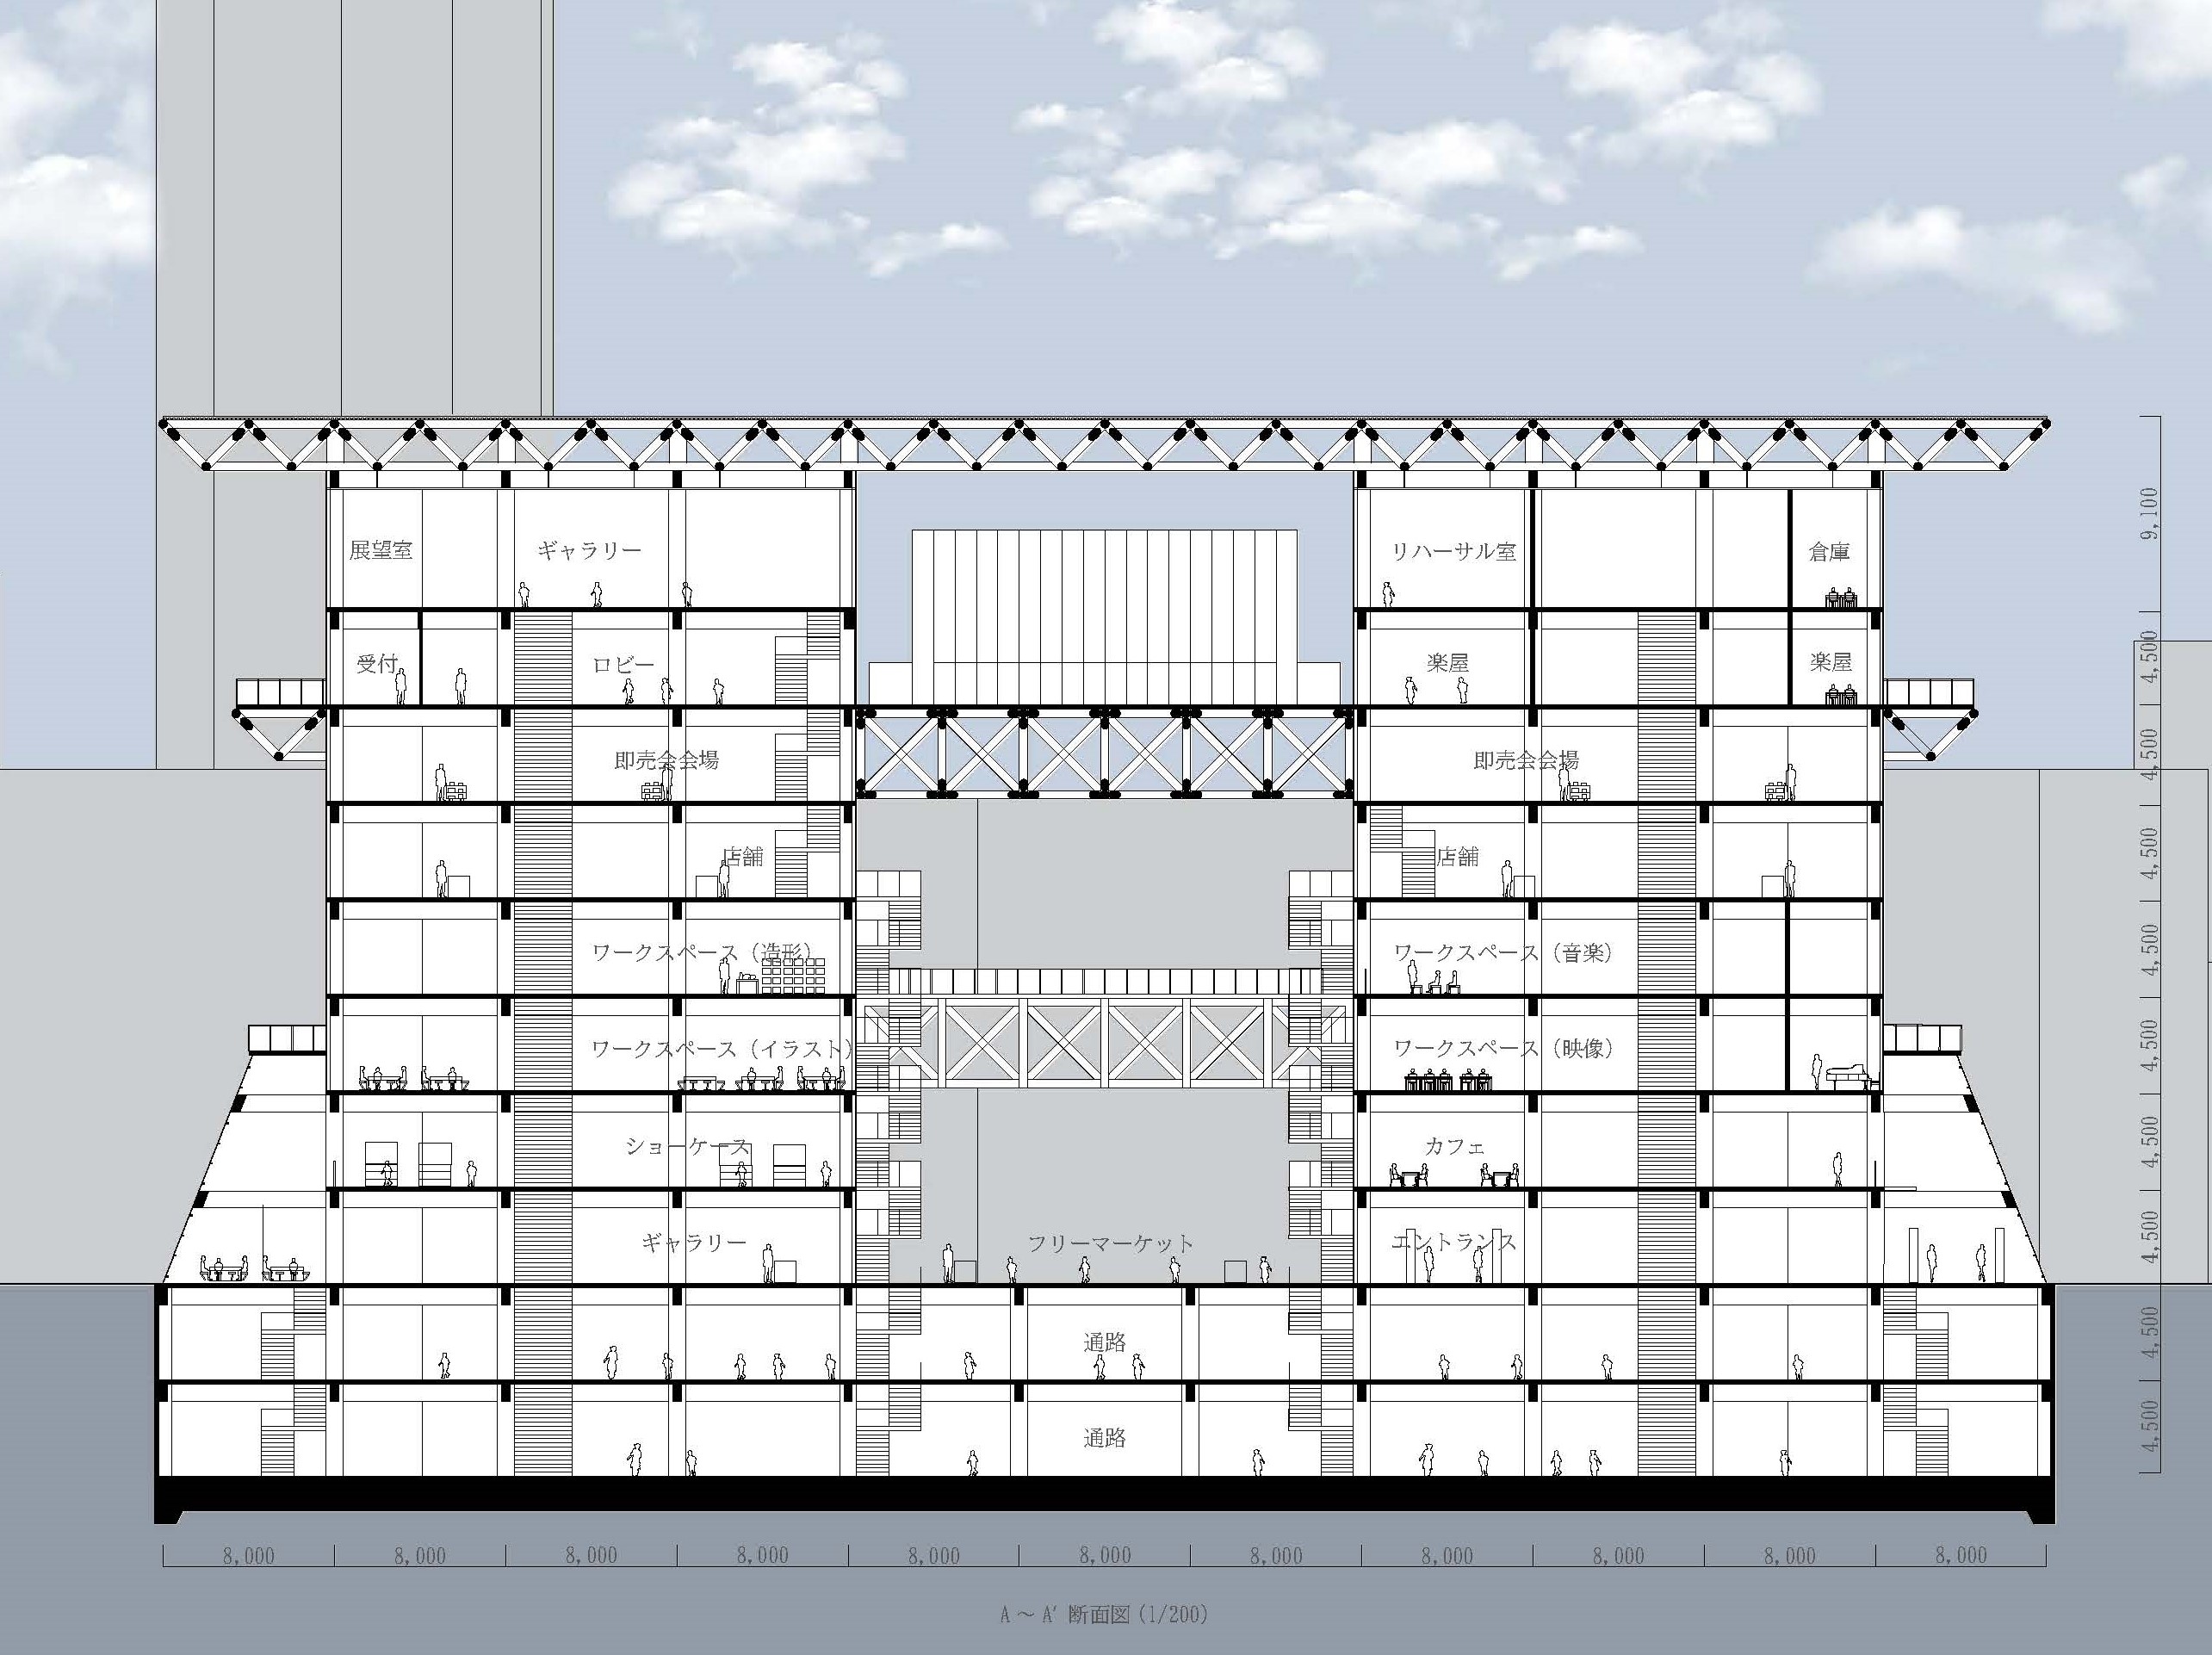 展望室 ギャラリー リハーサル室 倉庫
9,100
受付 ロビー 楽屋 楽屋
4,500
即売会会場 即売会会場
4,500
店舗 店舗
4,500
ワークスペース（造形） ワークスペース（音楽）
4,500
ワークスペース（イラスト） ワークスペース（映像）
4,500
ショーケース カフェ
4,500
ギャラリー フリーマーケット エントランス
4,500
通路
4,500
通路
4,500
8,000 8,000 8,000 8,000 8,000 8,000 8,000 8,000 8,000 8,000 8,000
A～A' 断面図(1/200)